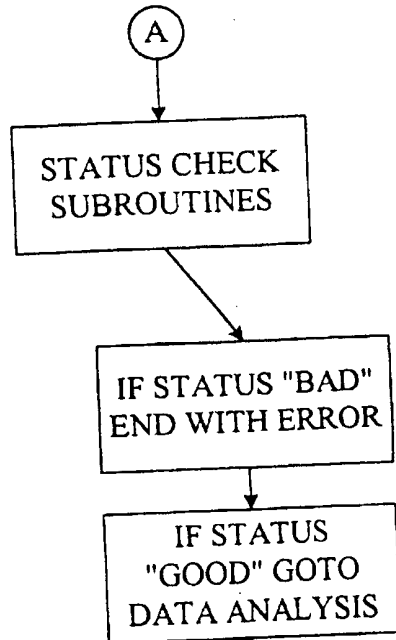 A
STATUS CHECK
SUBROUTINES
IF STATUS "BAD"
END WITH ERROR
IF STATUS
"GOOD" GOTO
DATA ANALYSIS